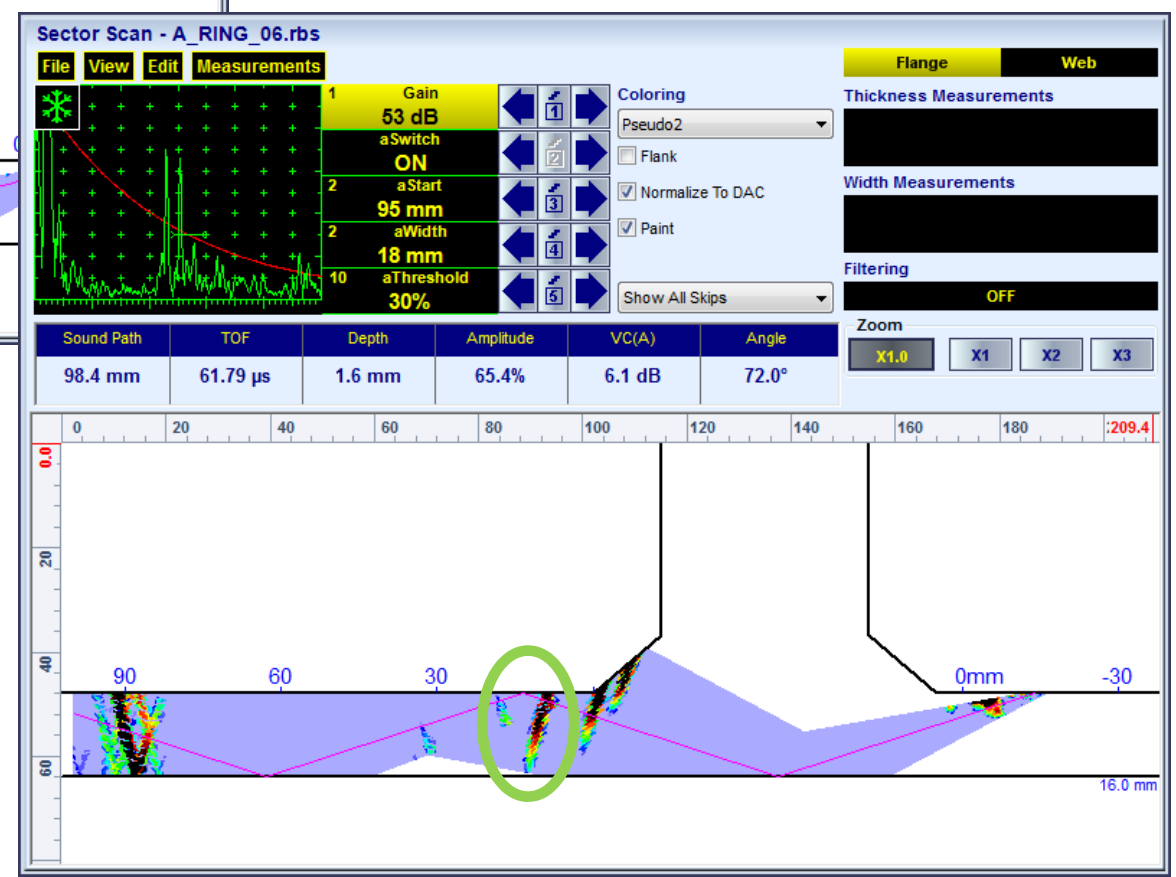 Sector Scan - A_RING_06.rbs
File View Edit Measurements
Flange Web
1 Gain
53 dB
1
aSwitch
ON
2
2 aStart
95 mm
3
2 aWidth
18 mm
4
10 aThreshold
30%
5
Coloring
Pseudo2
Flank
Normalize To DAC
Paint
Show All Skips
Thickness Measurements
Width Measurements
Filtering
OFF
Zoom
X1.0 X1 X2 X3
Sound Path TOF Depth Amplitude VC(A) Angle
98.4 mm 61.79 µs 1.6 mm 65.4% 6.1 dB 72.0°
0 20 40 60 80 100 120 140 160 180 209.4
0.0
20
40
60
90 60 30 0mm -30
16.0 mm